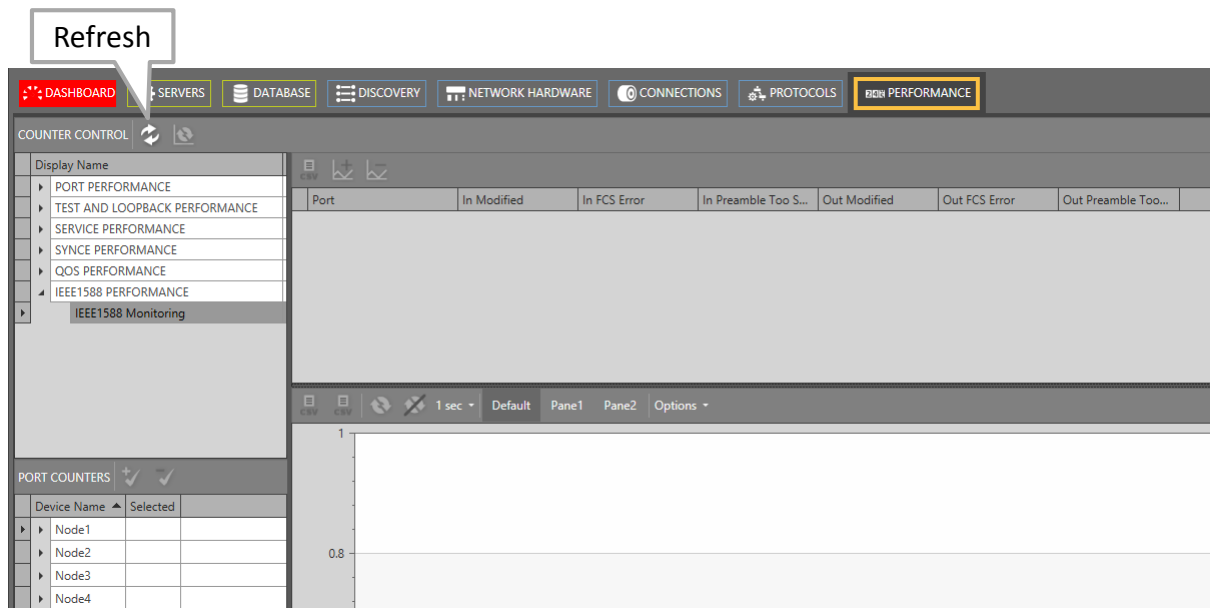 Refresh
DASHBOARD SERVERS DATABASE DISCOVERY NETWORK HARDWARE CONNECTIONS PROTOCOLS PERFORMANCE
COUNTER CONTROL
Display Name
PORT PERFORMANCE
TEST AND LOOPBACK PERFORMANCE
SERVICE PERFORMANCE
SYNCE PERFORMANCE
QOS PERFORMANCE
IEEE1588 PERFORMANCE
IEEE1588 Monitoring
CSV
Port In Modified In FCS Error In Preamble Too S... Out Modified Out FCS Error Out Preamble Too...
CSV CSV 1 sec Default Pane1 Pane2 Options
1
0.8
PORT COUNTERS
Device Name Selected
Node1
Node2
Node3
Node4